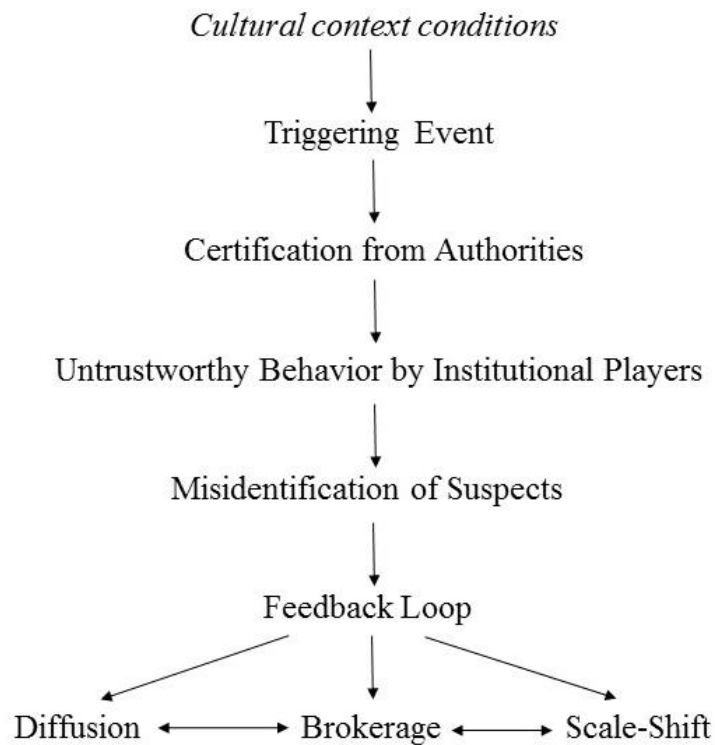 Cultural context conditions
Triggering Event
Certification from Authorities
Untrustworthy Behavior by Institutional Players
Misidentification of Suspects
Feedback Loop
Diffusion Brokerage Scale-Shift